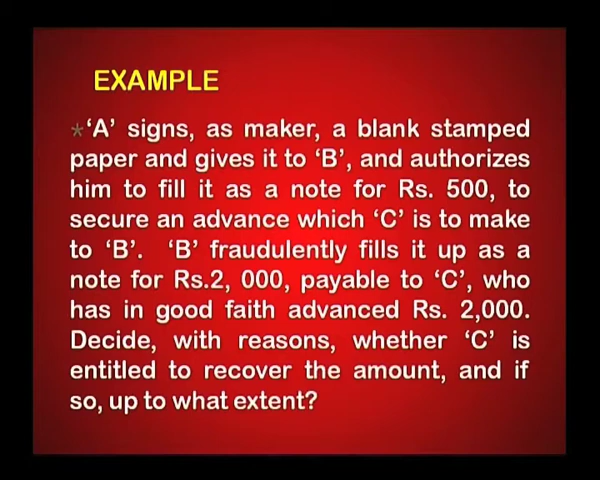 EXAMPLE
*‘A’ signs, as maker, a blank stamped
paper and gives it to ‘B’, and authorizes
him to fill it as a note for Rs. 500, to
secure an advance which ‘C’ is to make
to ‘B’. ‘B’ fraudulently fills it up as a
note for Rs.2, 000, payable to ‘C’, who
has in good faith advanced Rs. 2,000.
Decide, with reasons, whether ‘C’ is
entitled to recover the amount, and if
so, up to what extent?